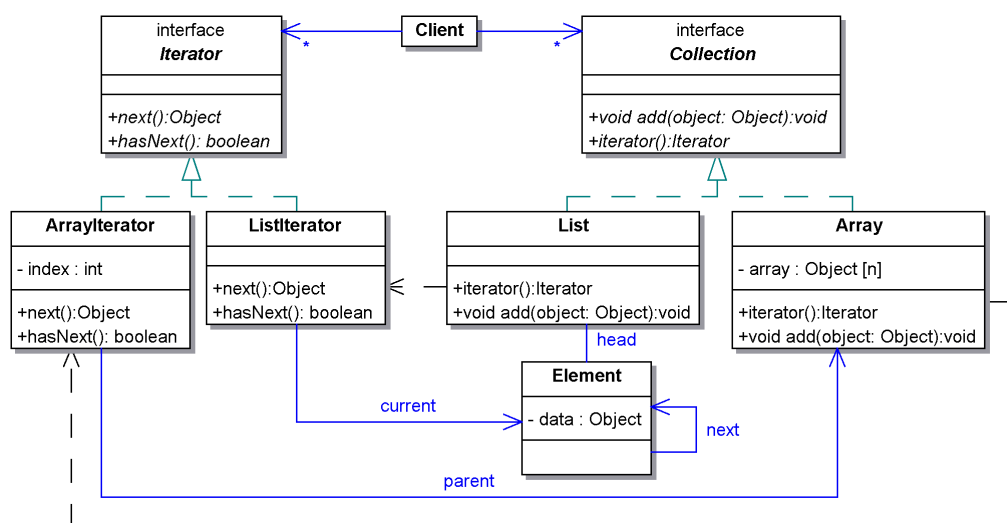 interface
Iterator
+next():Object
+hasNext(): boolean
*
Client
*
interface
Collection
+void add(object: Object):void
+iterator():Iterator
ArrayIterator
- index : int
+next():Object
+hasNext(): boolean
ListIterator
+next():Object
+hasNext(): boolean
List
+iterator():Iterator
+void add(object: Object):void
Array
- array : Object [n]
+iterator():Iterator
+void add(object: Object):void
head
Element
- data : Object
current
next
parent